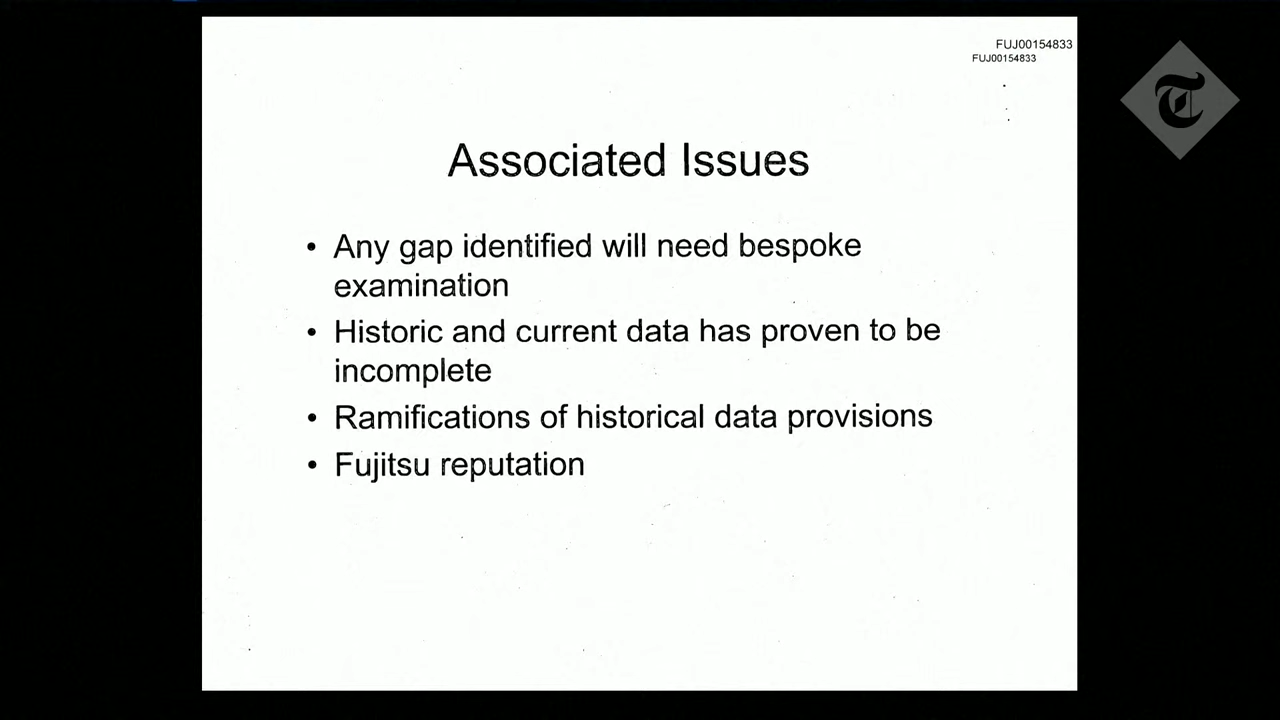 FUJ00154833
FUJ00154833
Associated Issues
• Any gap identified will need bespoke
examination
• Historic and current data has proven to be
incomplete
• Ramifications of historical data provisions
• Fujitsu reputation
T